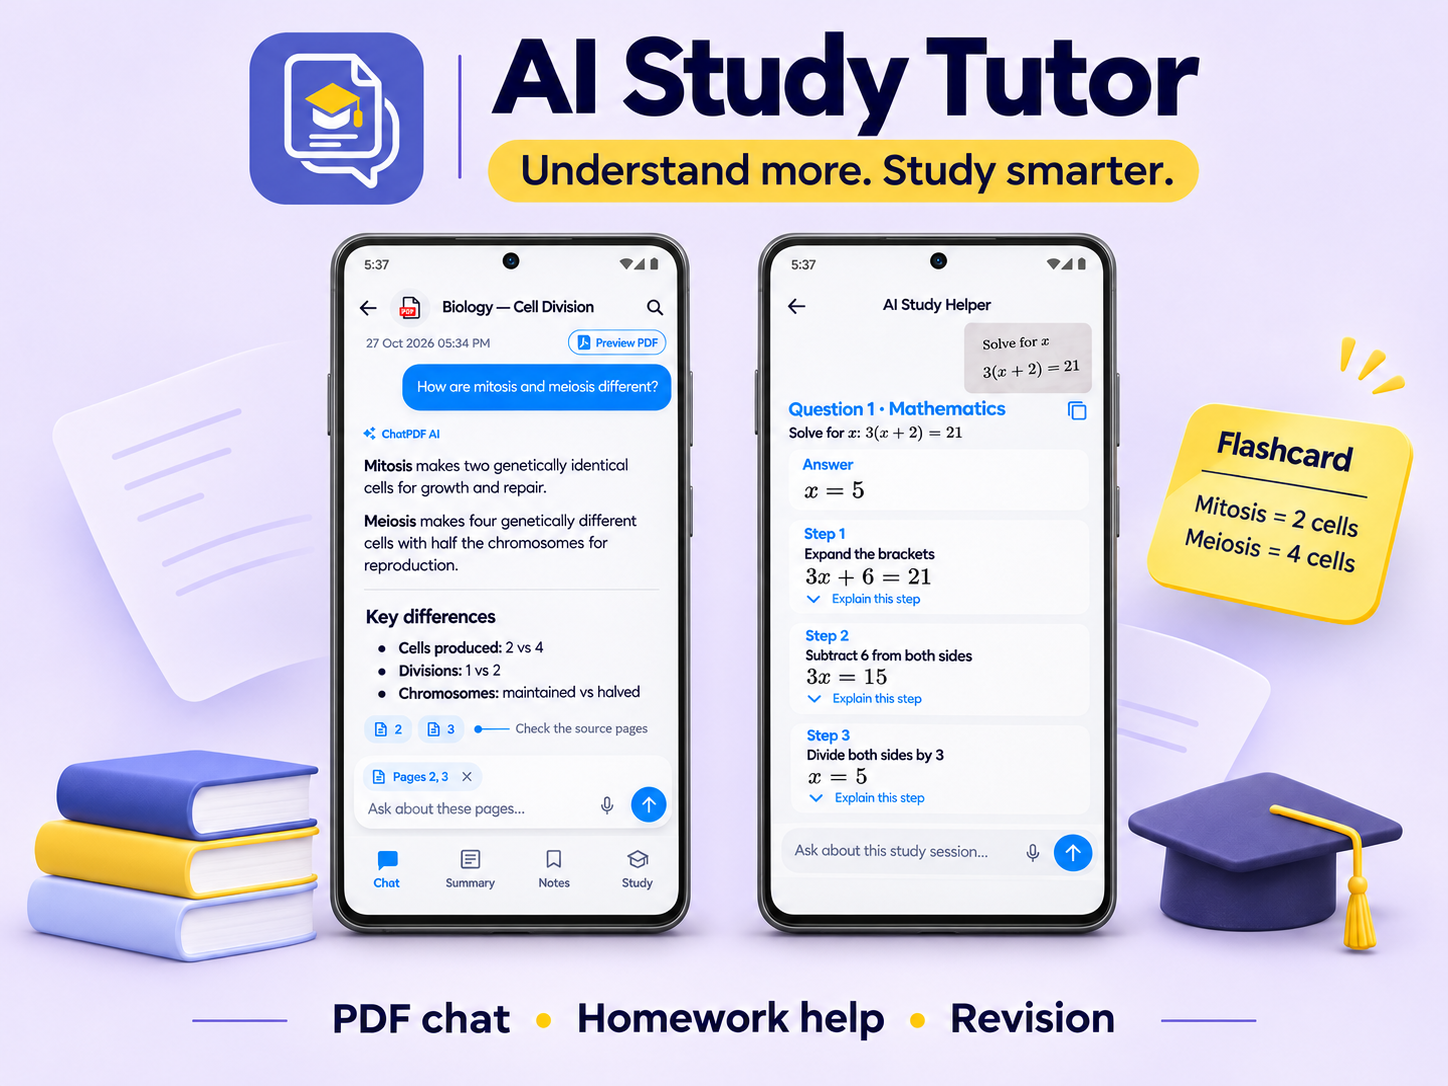 AI Study Tutor
Understand more. Study smarter.
5:37
Biology — Cell Division
PDF
27 Oct 2026 05:34 PM
Preview PDF
How are mitosis and meiosis different?
ChatPDF AI
Mitosis makes two genetically identical
cells for growth and repair.
Meiosis makes four genetically different
cells with half the chromosomes for
reproduction.
Key differences
• Cells produced: 2 vs 4
• Divisions: 1 vs 2
• Chromosomes: maintained vs halved
2 3 Check the source pages
Pages 2, 3 ×
Ask about these pages...
Chat Summary Notes Study
5:37
AI Study Helper
Solve for x
3(x + 2) = 21
Question 1 · Mathematics
Solve for x: 3(x + 2) = 21
Answer
x = 5
Step 1
Expand the brackets
3x + 6 = 21
Explain this step
Step 2
Subtract 6 from both sides
3x = 15
Explain this step
Step 3
Divide both sides by 3
x = 5
Explain this step
Ask about this study session...
Flashcard
Mitosis = 2 cells
Meiosis = 4 cells
PDF chat • Homework help • Revision